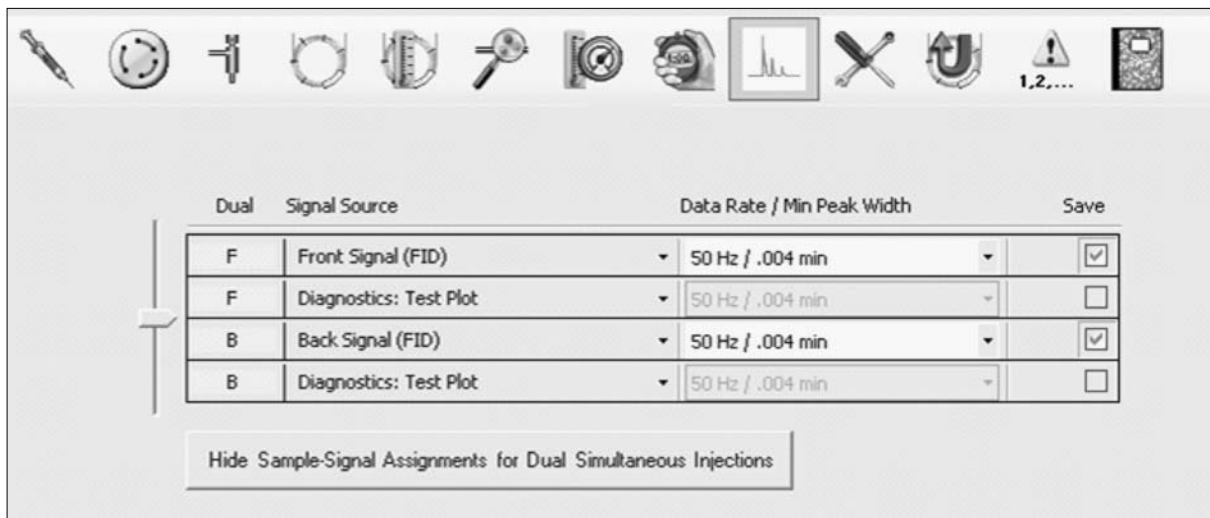 1,2,...
Dual Signal Source Data Rate / Min Peak Width Save
F Front Signal (FID) 50 Hz / .004 min
F Diagnostics: Test Plot 50 Hz / .004 min
B Back Signal (FID) 50 Hz / .004 min
B Diagnostics: Test Plot 50 Hz / .004 min
Hide Sample-Signal Assignments for Dual Simultaneous Injections